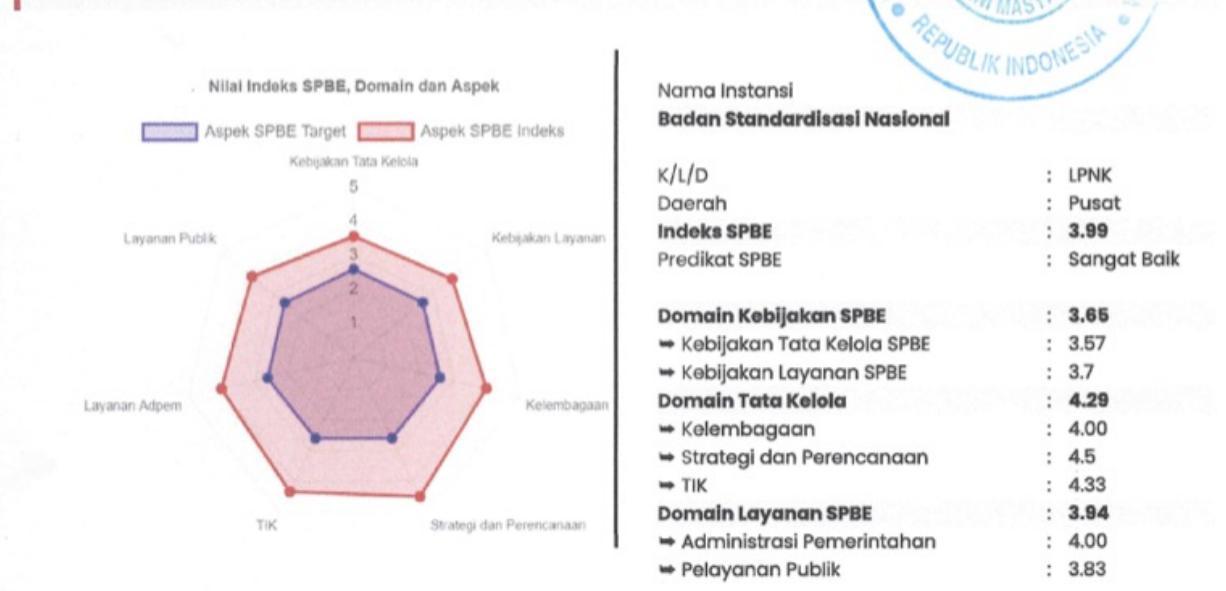 MASTI
REPUBLIK INDONESIA
Nilai Indeks SPBE, Domain dan Aspek
Aspek SPBE Target
Aspek SPBE Indeks
Kebijakan Tata Kelola
5
4
3
2
1
Layanan Publik
Kebijakan Layanan
Layanan Adpem
Kelembagaan
TIK
Strategi dan Perencanaan
Nama Instansi
Badan Standardisasi Nasional
K/L/D : LPNK
Daerah : Pusat
Indeks SPBE 3.99
Predikat SPBE : Sangat Baik
Domain Kebijakan SPBE 3.65
➥ Kebijakan Tata Kelola SPBE : 3.57
➥ Kebijakan Layanan SPBE : 3.7
Domain Tata Kelola 4.29
➥ Kelembagaan : 4.00
➥ Strategi dan Perencanaan : 4.5
➥ TIK : 4.33
Domain Layanan SPBE 3.94
➥ Administrasi Pemerintahan : 4.00
➥ Pelayanan Publik : 3.83